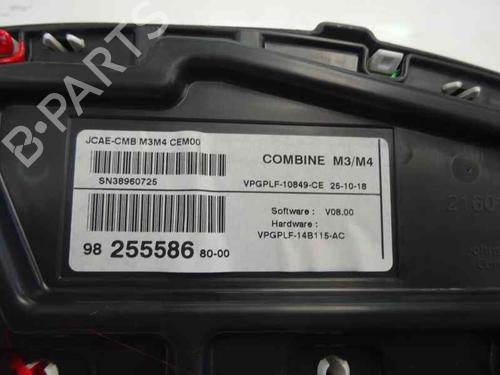 JCAE-CMB M3M4 CEM00
COMBINE M3/M4
SN38960725
VPGPLF-10849-CE 25-10-18
Software : V08.00
Hardware :
VPGPLF-14B115-AC
98 255586 80-00
B-PARTS